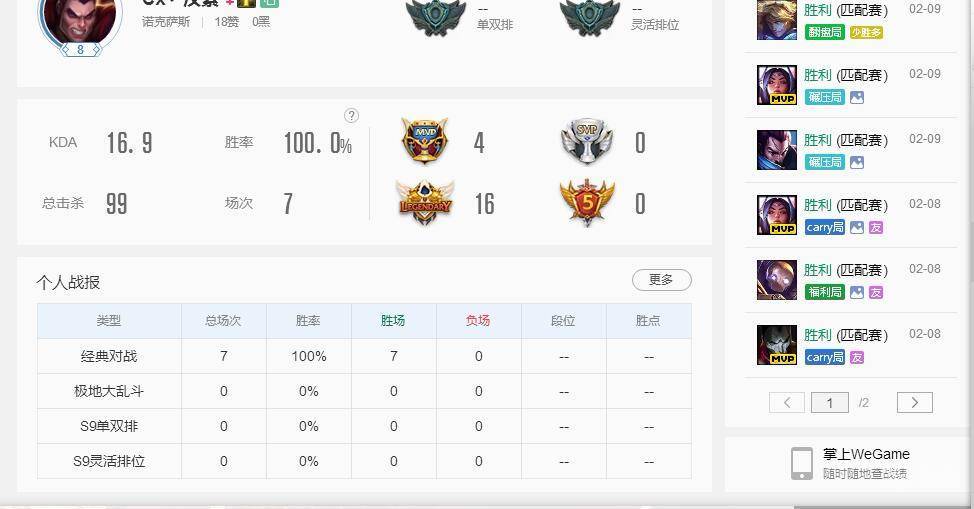 8
诺克萨斯 18赞 0黑
--
单双排
--
灵活排位
KDA 16.9
胜率 100.0%
?
MVP
4
SVP
0
总击杀 99
场次 7
LEGENDARY
16
5
0
个人战报
更多
类型 总场次 胜率 胜场 负场 段位 胜点
经典对战 7 100% 7 0 -- --
极地大乱斗 0 0% 0 0 -- --
S9单双排 0 0% 0 0 -- --
S9灵活排位 0 0% 0 0 -- --
胜利 (匹配赛) 02-09
翻盘局 少胜多
胜利 (匹配赛) 02-09
MVP 碾压局
胜利 (匹配赛) 02-09
碾压局
胜利 (匹配赛) 02-08
MVP carry局 友
胜利 (匹配赛) 02-08
福利局 友
胜利 (匹配赛) 02-08
MVP carry局 友
1 /2
掌上WeGame
随时随地查战绩